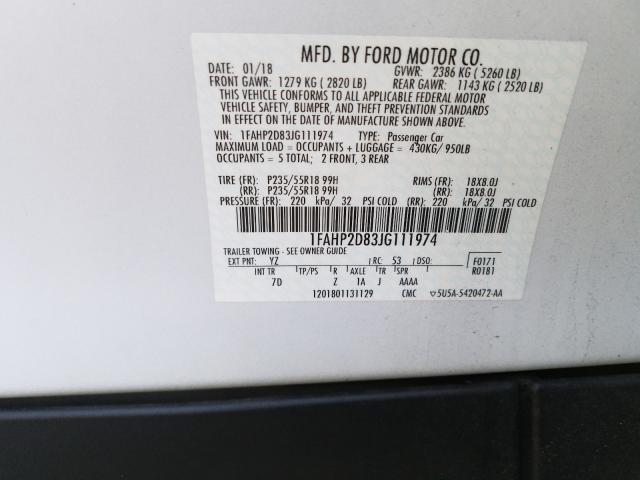 MFD. BY FORD MOTOR CO.
DATE: 01/18 GVWR: 2386 KG ( 5260 LB)
FRONT GAWR: 1279 KG ( 2820 LB) REAR GAWR: 1143 KG ( 2520 LB)
THIS VEHICLE CONFORMS TO ALL APPLICABLE FEDERAL MOTOR
VEHICLE SAFETY, BUMPER, AND THEFT PREVENTION STANDARDS
IN EFFECT ON THE DATE OF MANUFACTURE SHOWN ABOVE.
VIN: 1FAHP2D83JG111974 TYPE: Passenger Car
MAXIMUM LOAD = OCCUPANTS + LUGGAGE = 430KG/ 950LB
OCCUPANTS = 5 TOTAL; 2 FRONT, 3 REAR
TIRE (FR): P235/55R18 99H RIMS (FR): 18X8.0J
(RR): P235/55R18 99H (RR): 18X8.0J
PRESSURE (FR): 220 kPa/ 32 PSI COLD (RR): 220 kPa/ 32 PSI COLD
1FAHP2D83JG111974
TRAILER TOWING - SEE OWNER GUIDE
EXT PNT: YZ RC: 53 DSO: F0171
INT TR TP/PS R AXLE TR SPR R0181
7D Z 1A J AAAA
1201801131129 CMC ▽5U5A-5420472-AA